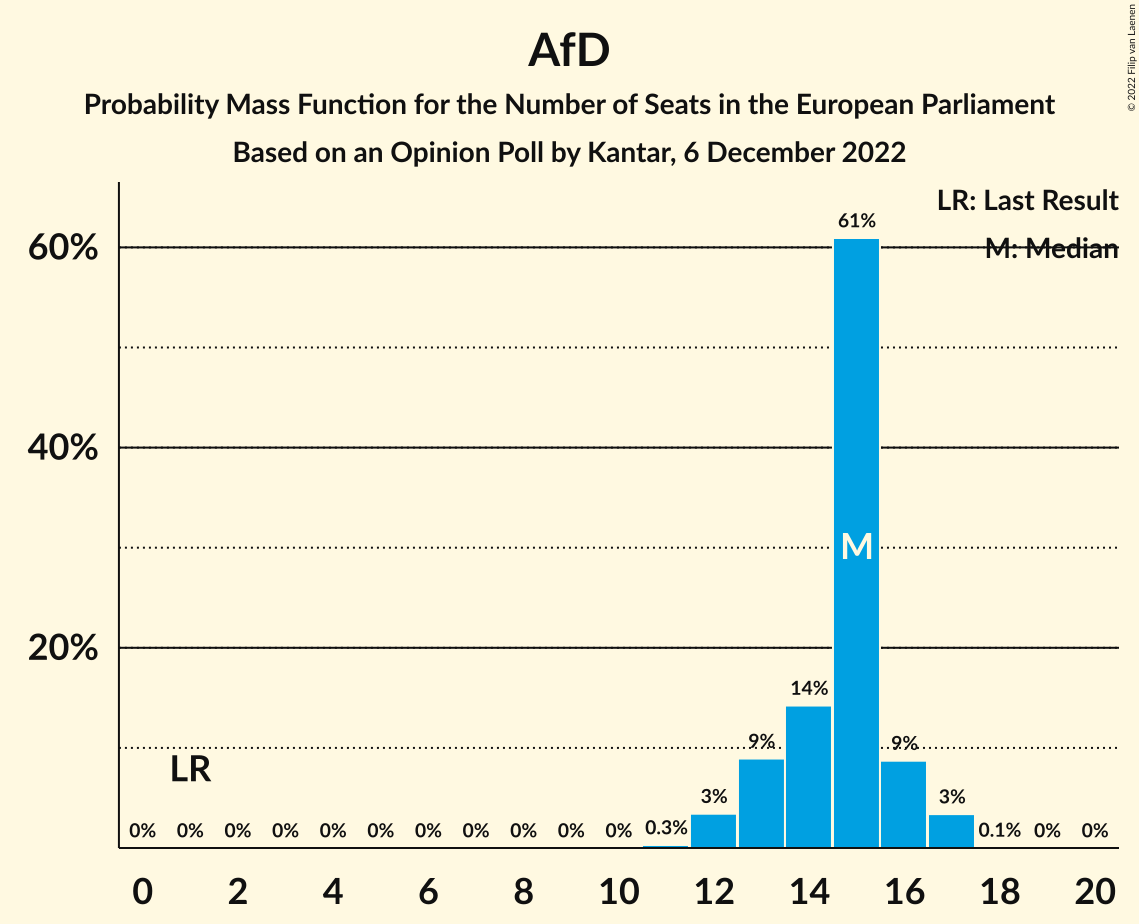 AfD
Probability Mass Function for the Number of Seats in the European Parliament
Based on an Opinion Poll by Kantar, 6 December 2022
© 2022 Filip van Laenen
LR: Last Result
M: Median
61%
60%
40%
M
20%
14%
9%
9%
LR
3%
3%
0% 0% 0% 0% 0% 0% 0% 0% 0% 0% 0% 0.3% 0.1% 0% 0%
0 2 4 6 8 10 12 14 16 18 20